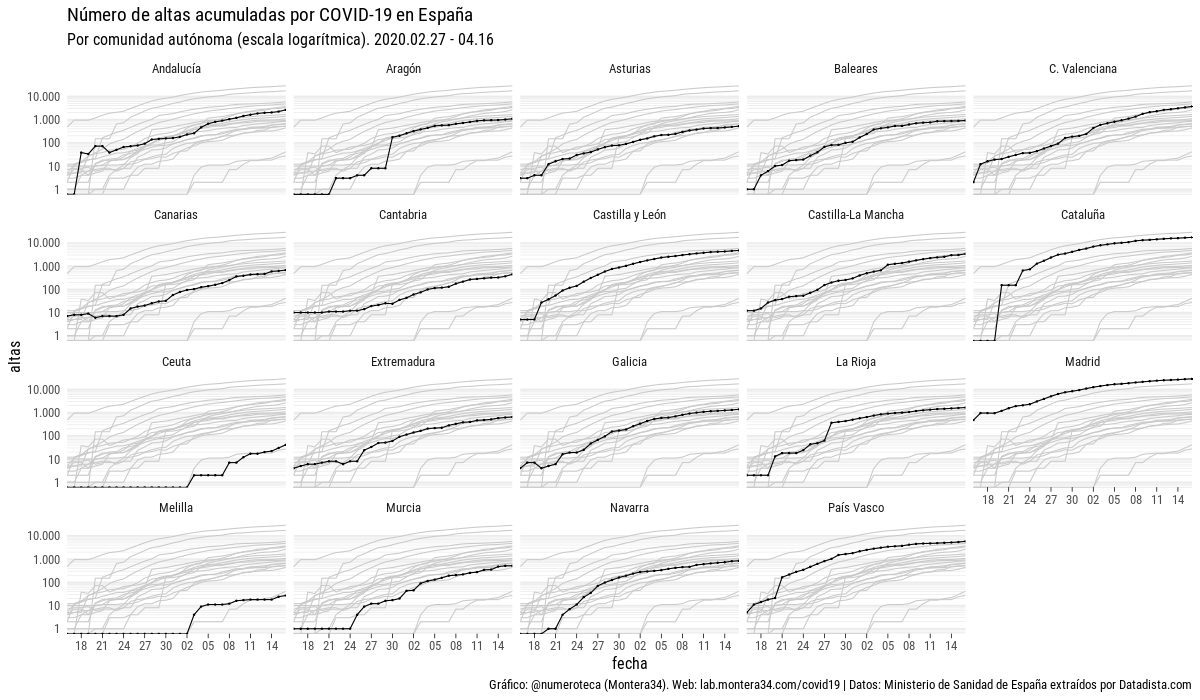 Número de altas acumuladas por COVID-19 en España
Por comunidad autónoma (escala logarítmica). 2020.02.27 - 04.16
Andalucía Aragón Asturias Baleares C. Valenciana
10.000
1.000
100
10
1
Canarias Cantabria Castilla y León Castilla-La Mancha Cataluña
10.000
1.000
100
10
1
altas
Ceuta Extremadura Galicia La Rioja Madrid
10.000
1.000
100
10
1
18 21 24 27 30 02 05 08 11 14
Melilla Murcia Navarra País Vasco
10.000
1.000
100
10
1
18 21 24 27 30 02 05 08 11 14 18 21 24 27 30 02 05 08 11 14 18 21 24 27 30 02 05 08 11 14 18 21 24 27 30 02 05 08 11 14
fecha
Gráfico: @numeroteca (Montera34). Web: lab.montera34.com/covid19 | Datos: Ministerio de Sanidad de España extraídos por Datadista.com